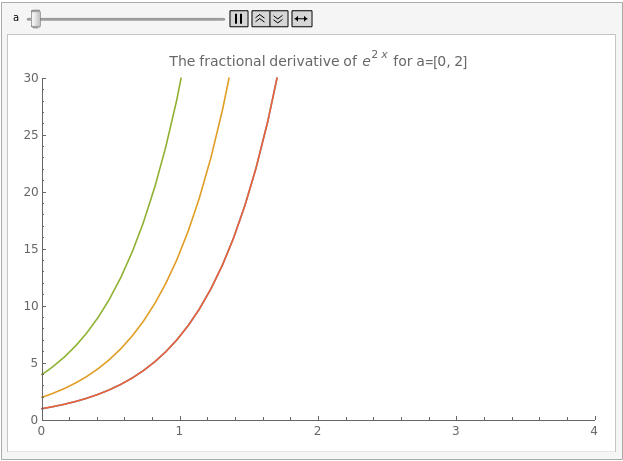 a
The fractional derivative of e^{2 x} for a=[0, 2]
30
25
20
15
10
5
0
0 1 2 3 4